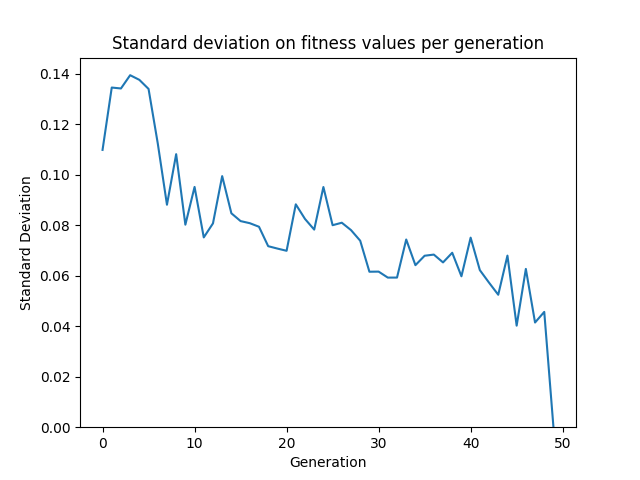 Standard deviation on fitness values per generation
0.14
0.12
0.10
0.08
0.06
0.04
0.02
0.00
Standard Deviation
0 10 20 30 40 50
Generation